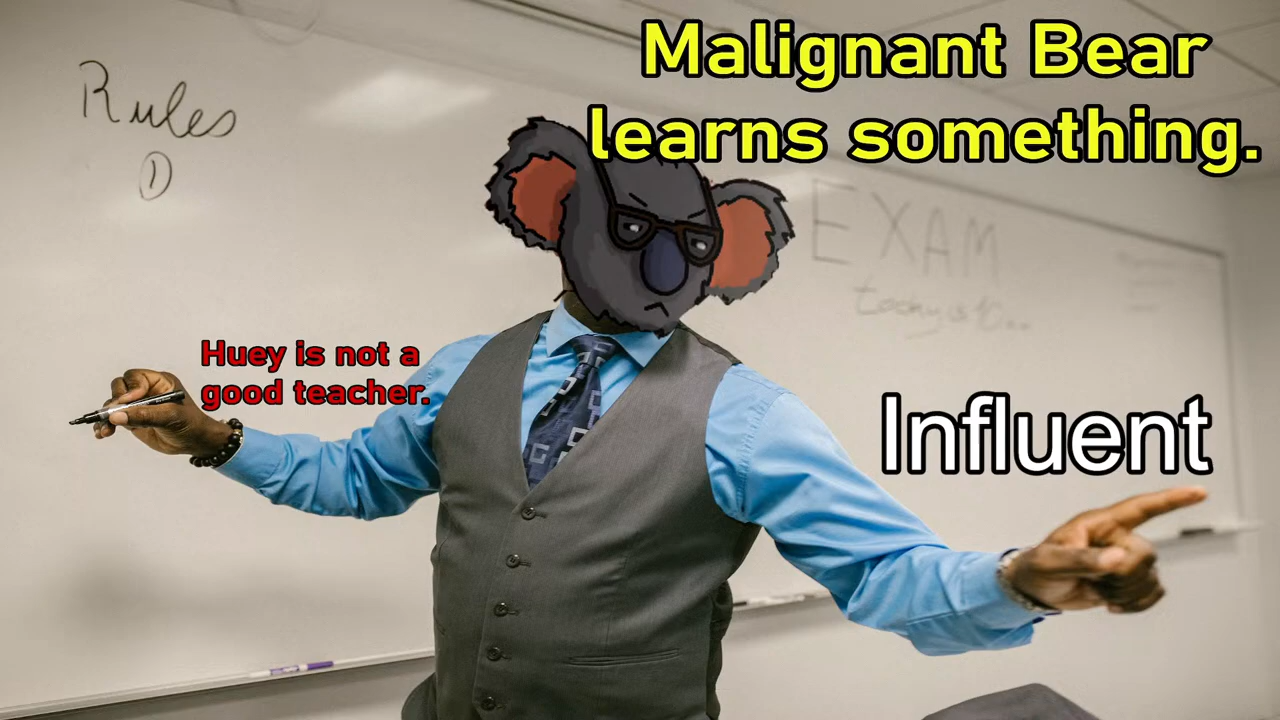 Malignant Bear
learns something.
Rules
1
EXAM
Huey is not a
good teacher.
Influent